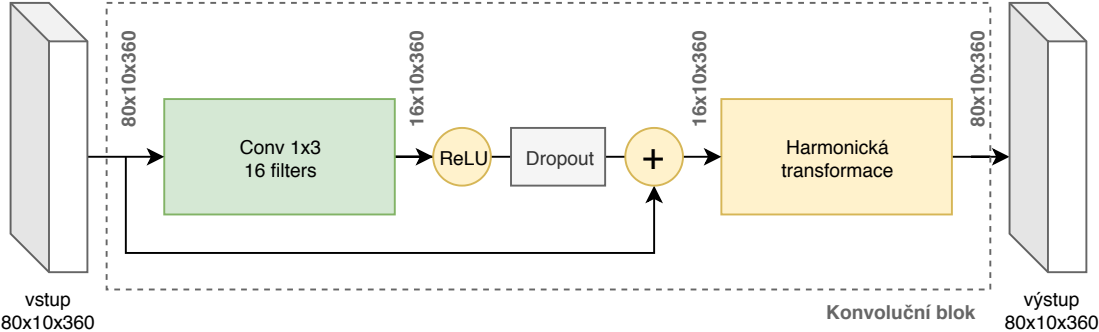 vstup
80x10x360
80x10x360
Conv 1x3
16 filters
16x10x360
ReLU
Dropout
+
16x10x360
Harmonická
transformace
80x10x360
Konvoluční blok
výstup
80x10x360